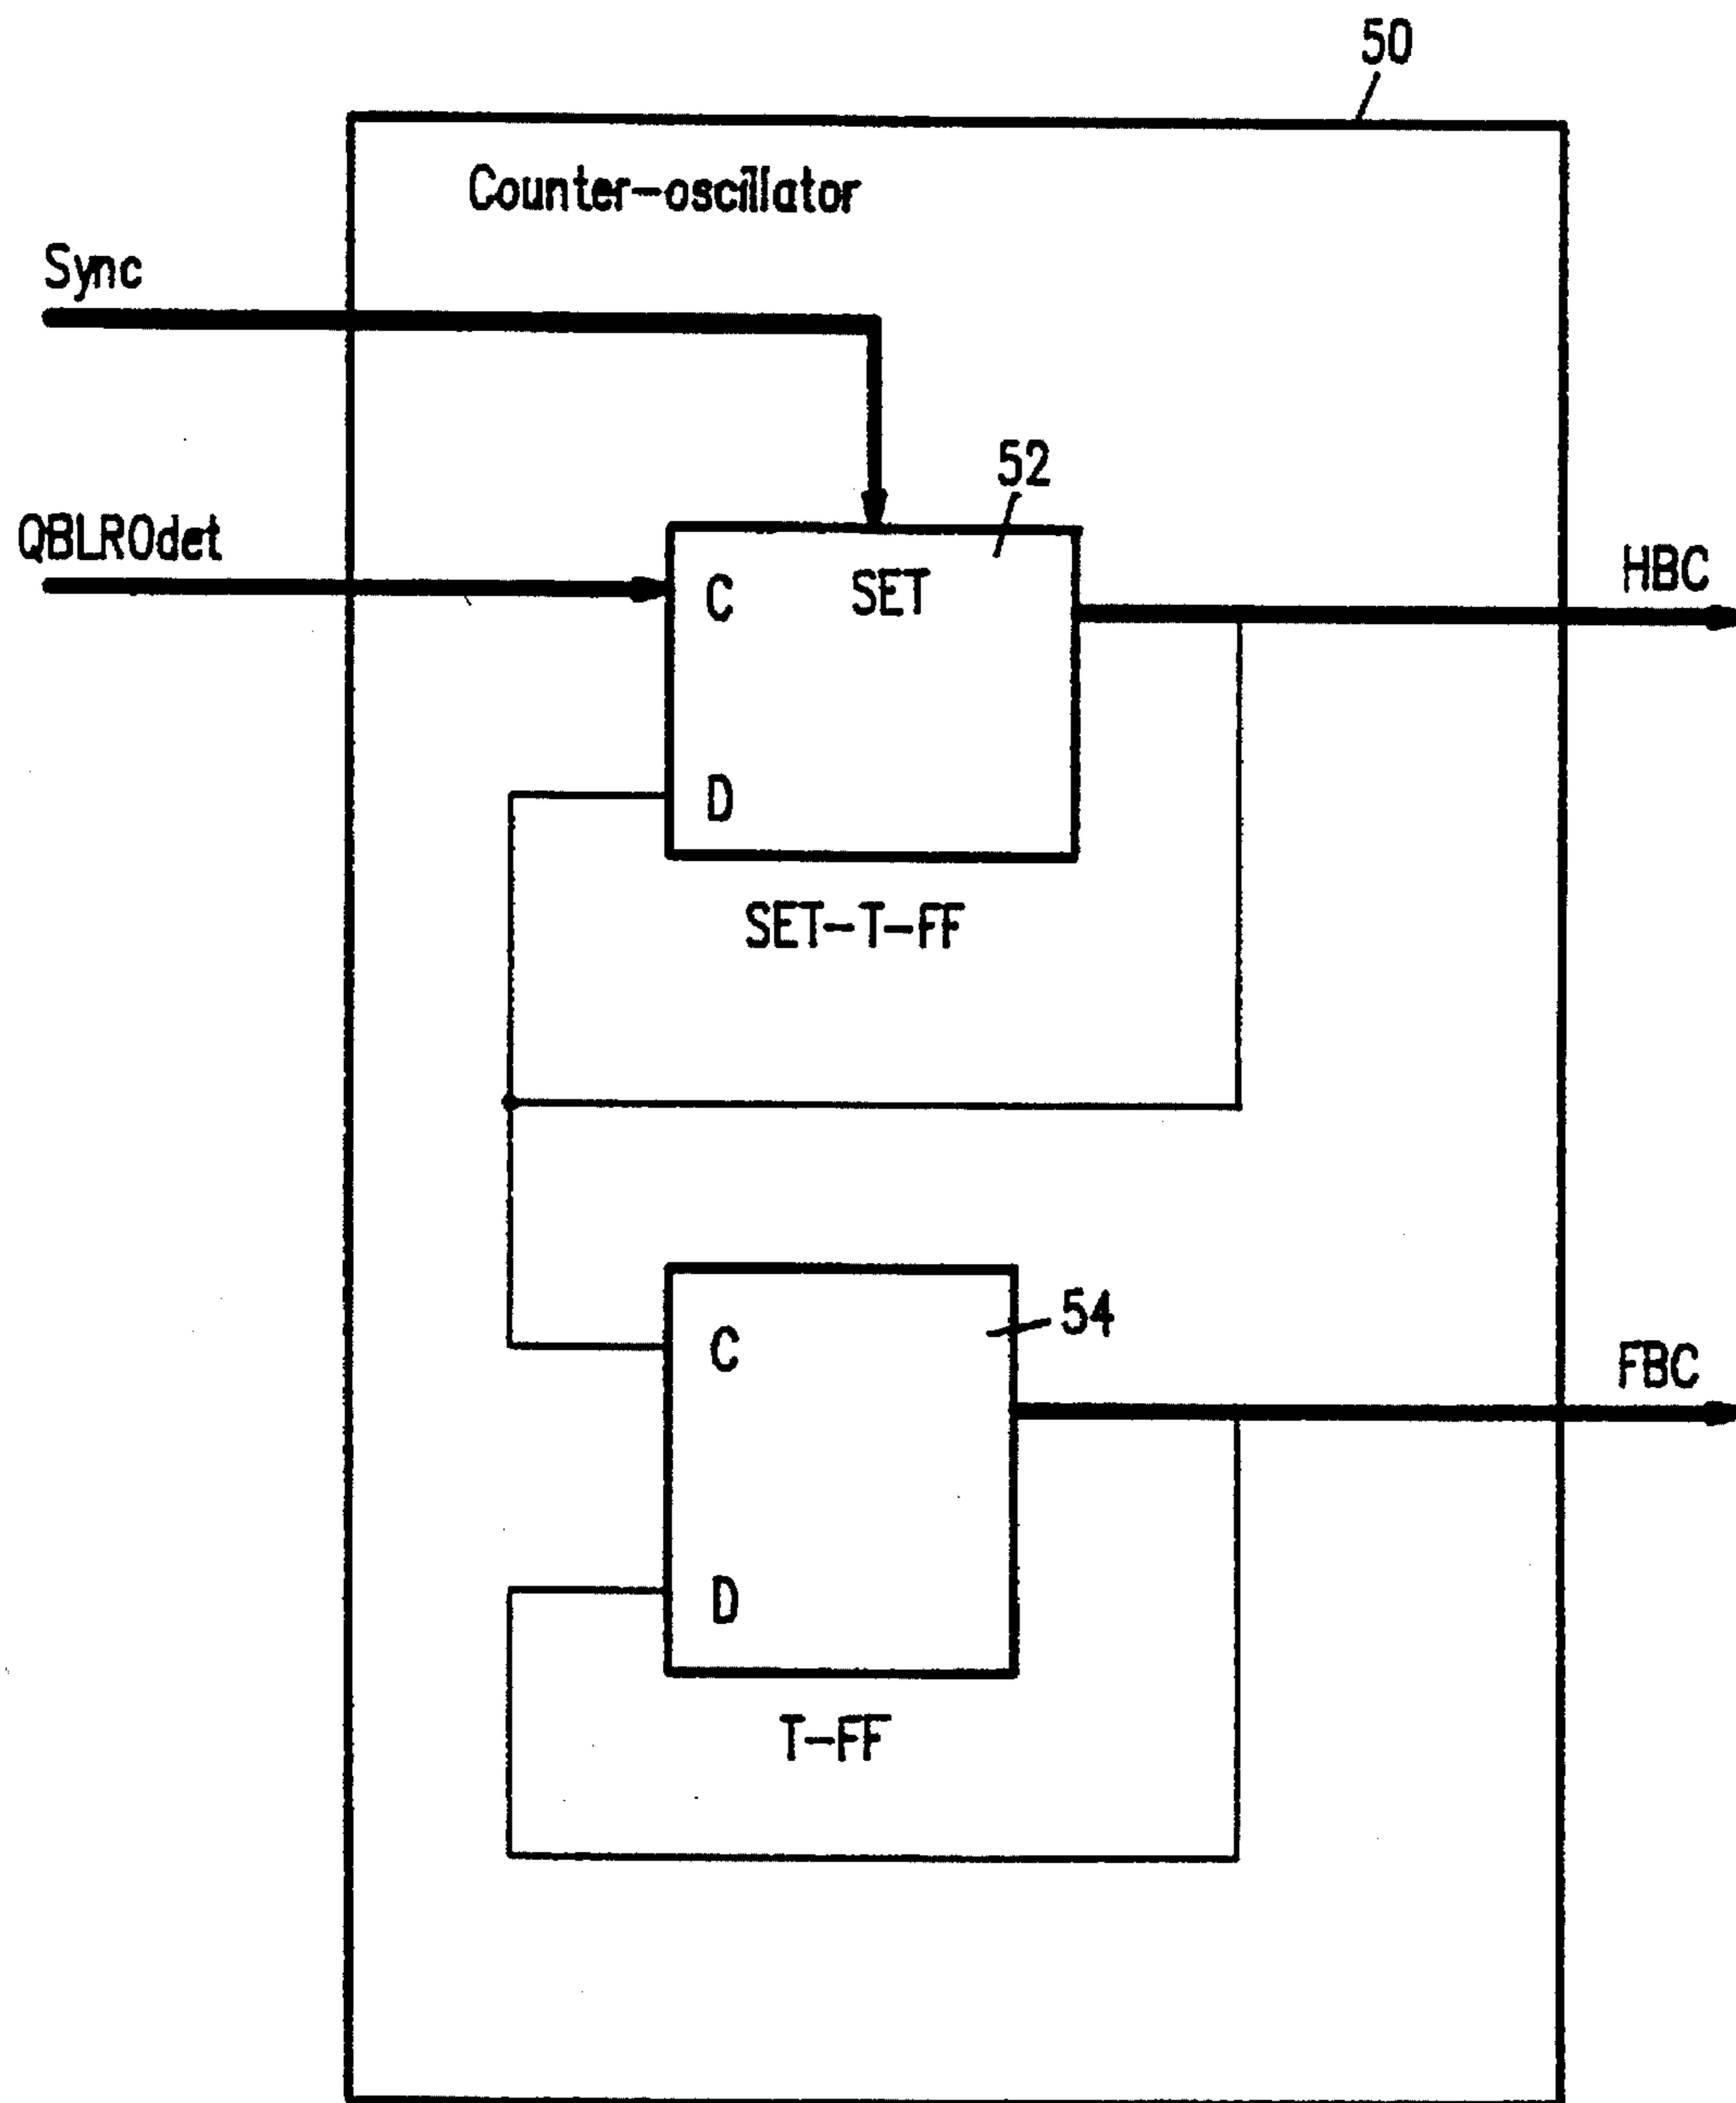 50
Counter-oscillator
Sync
52
QBLROdet
HBC
C
SET
D
SET-T-FF
54
C
FBC
D
T-FF